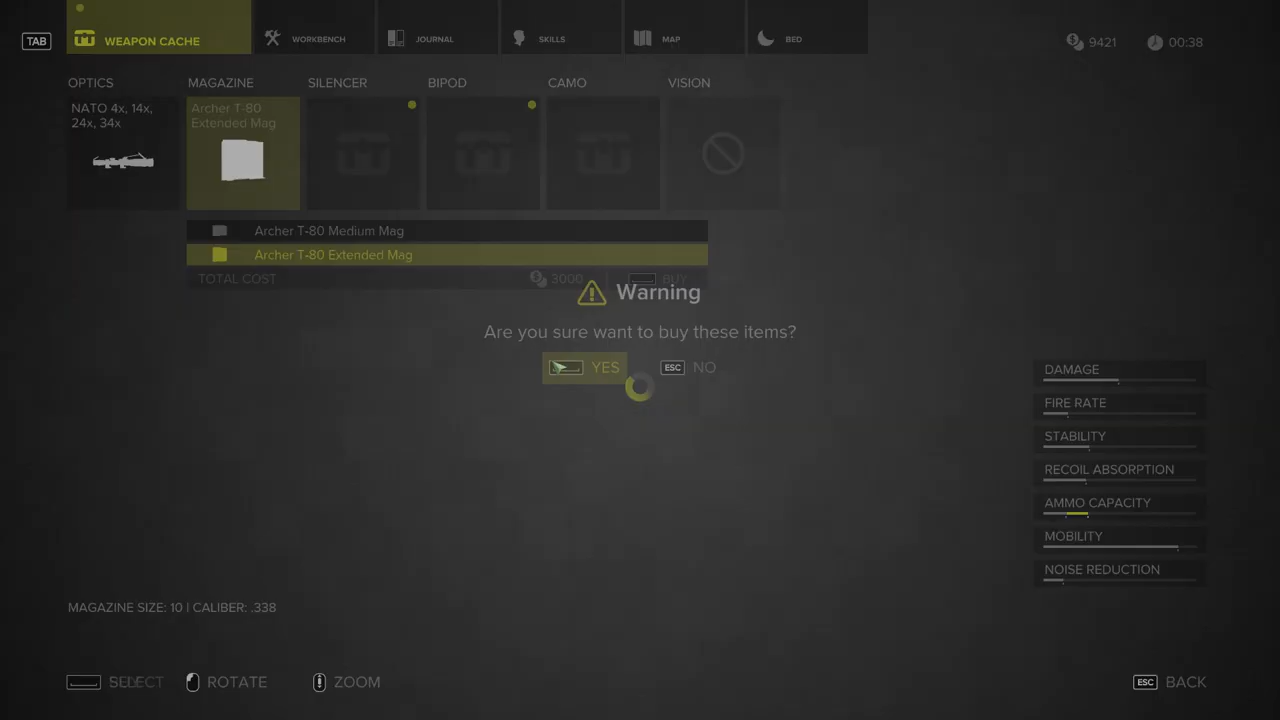 TAB
WEAPON CACHE
WORKBENCH
JOURNAL
SKILLS
MAP
BED
9421
00:38
OPTICS
MAGAZINE
SILENCER
BIPOD
CAMO
VISION
NATO 4x, 14x,
24x, 34x
Archer T-80
Extended Mag
Archer T-80 Medium Mag
Archer T-80 Extended Mag
TOTAL COST 3000 BUY
Warning
Are you sure want to buy these items?
YES ESC NO
DAMAGE
FIRE RATE
STABILITY
RECOIL ABSORPTION
AMMO CAPACITY
MOBILITY
NOISE REDUCTION
MAGAZINE SIZE: 10 | CALIBER: .338
SELECT ROTATE ZOOM ESC BACK